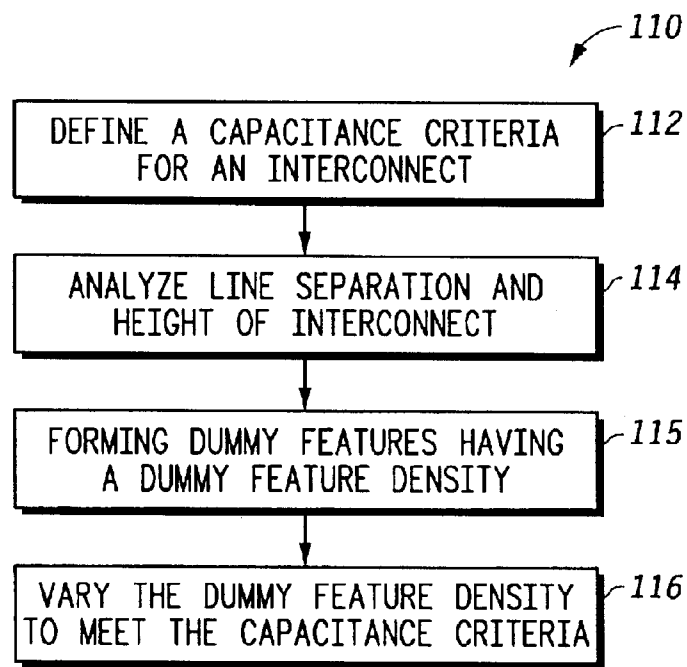 110
DEFINE A CAPACITANCE CRITERIA
FOR AN INTERCONNECT
112
ANALYZE LINE SEPARATION AND
HEIGHT OF INTERCONNECT
114
FORMING DUMMY FEATURES HAVING
A DUMMY FEATURE DENSITY
115
VARY THE DUMMY FEATURE DENSITY
TO MEET THE CAPACITANCE CRITERIA
116